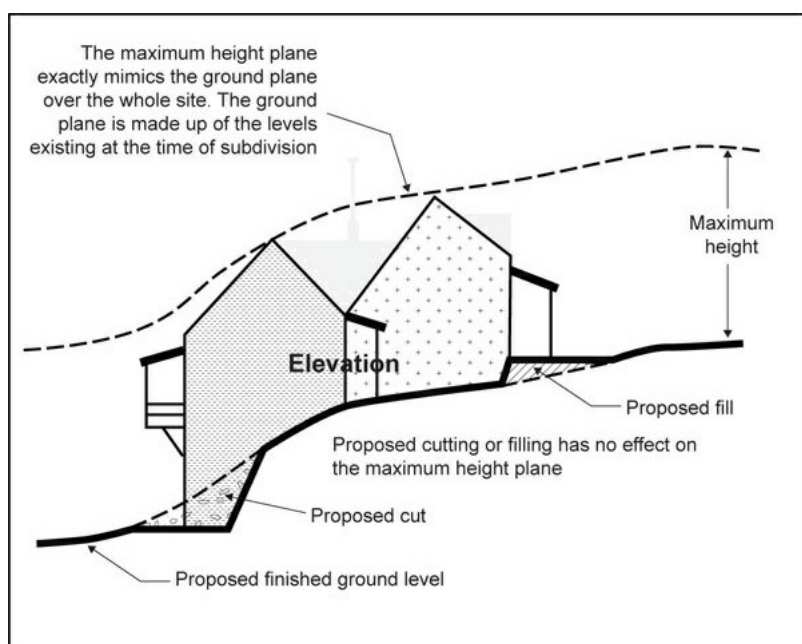 The maximum height plane
exactly mimics the ground plane
over the whole site. The ground
plane is made up of the levels
existing at the time of subdivision
Maximum
height
Elevation
Proposed fill
Proposed cutting or filling has no effect on
the maximum height plane
Proposed cut
Proposed finished ground level